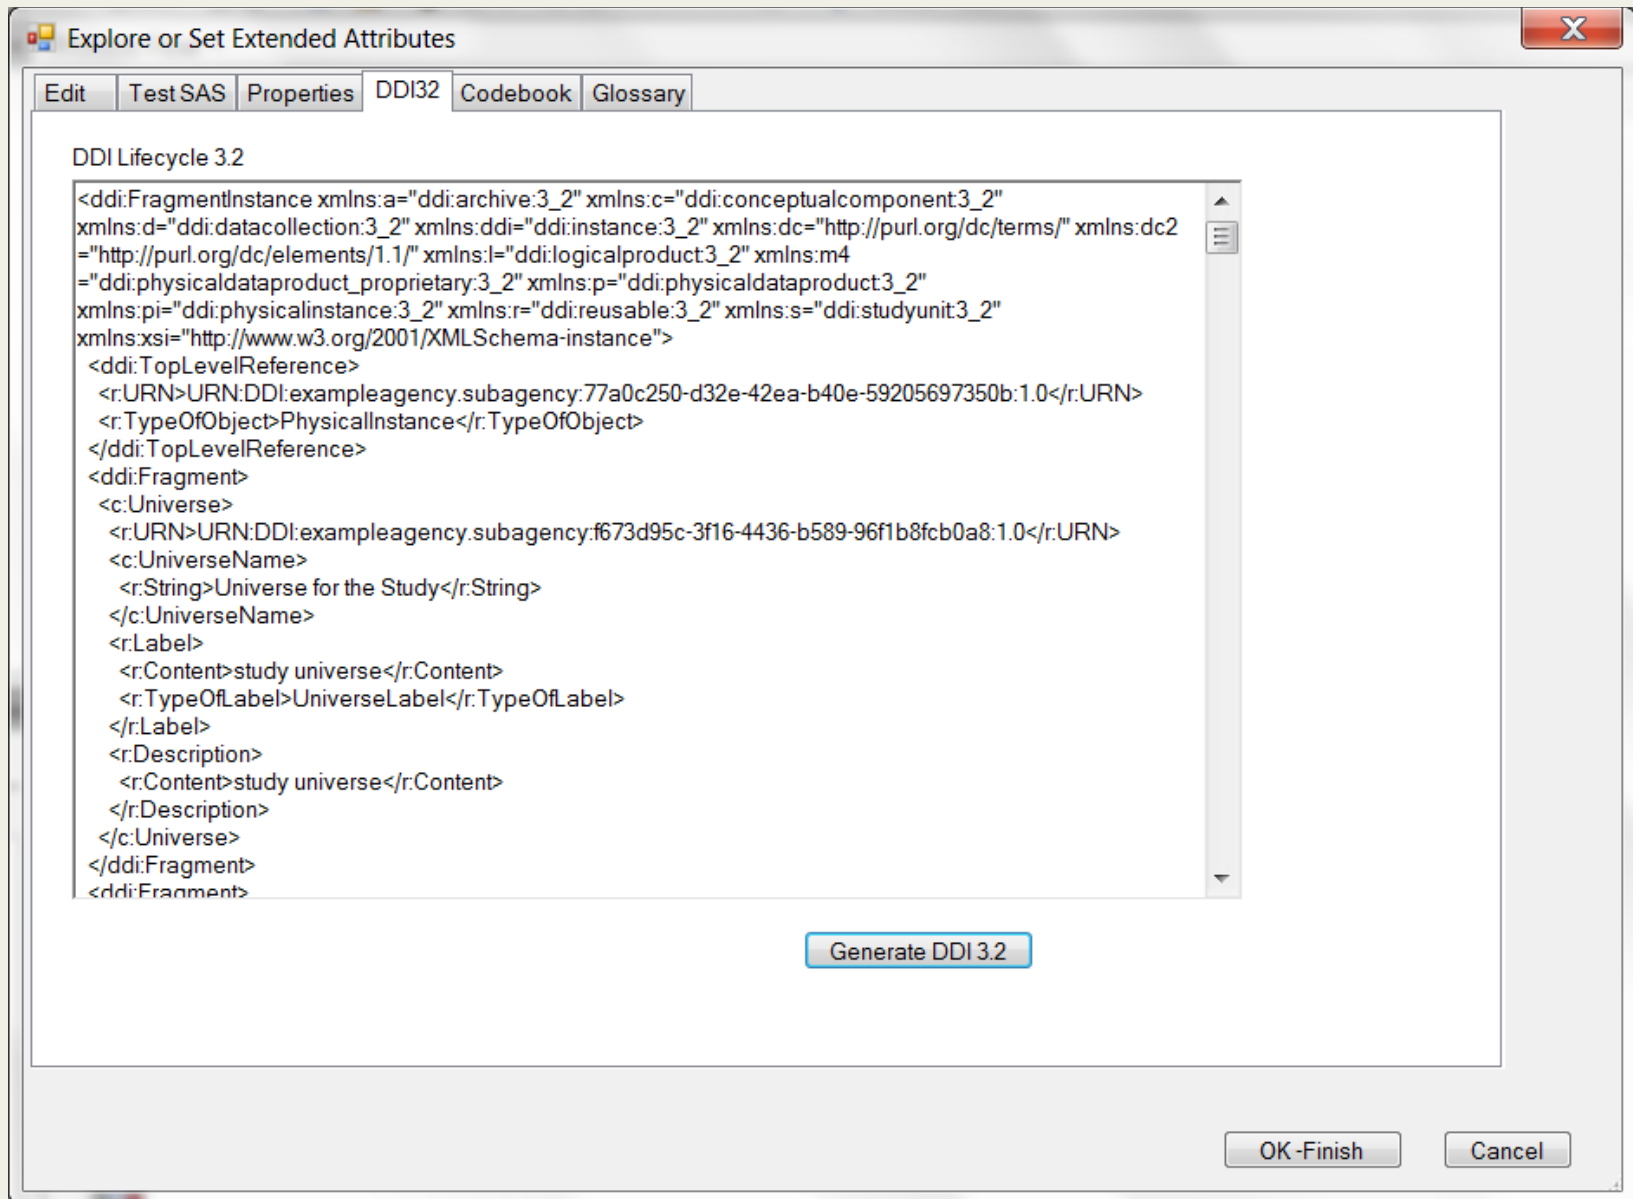 Explore or Set Extended Attributes
Edit Test SAS Properties DDI32 Codebook Glossary
DDI Lifecycle 3.2
<ddi:FragmentInstance xmlns:a="ddi:archive:3_2" xmlns:c="ddi:conceptualcomponent:3_2"
xmlns:d="ddi:datacollection:3_2" xmlns:ddi="ddi:instance:3_2" xmlns:dc="http://purl.org/dc/terms/" xmlns:dc2
="http://purl.org/dc/elements/1.1/" xmlns:l="ddi:logicalproduct:3_2" xmlns:m4
="ddi:physicaldataproduct_proprietary:3_2" xmlns:p="ddi:physicaldataproduct:3_2"
xmlns:pi="ddi:physicalinstance:3_2" xmlns:r="ddi:reusable:3_2" xmlns:s="ddi:studyunit:3_2"
xmlns:xsi="http://www.w3.org/2001/XMLSchema-instance">
<ddi:TopLevelReference>
<r:URN>URN:DDI:exampleagency.subagency:77a0c250-d32e-42ea-b40e-59205697350b:1.0</r:URN>
<r:TypeOfObject>PhysicalInstance</r:TypeOfObject>
</ddi:TopLevelReference>
<ddi:Fragment>
<c:Universe>
<r:URN>URN:DDI:exampleagency.subagency:f673d95c-3f16-4436-b589-96f1b8fcb0a8:1.0</r:URN>
<c:UniverseName>
<r:String>Universe for the Study</r:String>
</c:UniverseName>
<r:Label>
<r:Content>study universe</r:Content>
<r:TypeOfLabel>UniverseLabel</r:TypeOfLabel>
</r:Label>
<r:Description>
<r:Content>study universe</r:Content>
</r:Description>
</c:Universe>
</ddi:Fragment>
<ddi:Fragment>
Generate DDI 3.2
OK -Finish Cancel